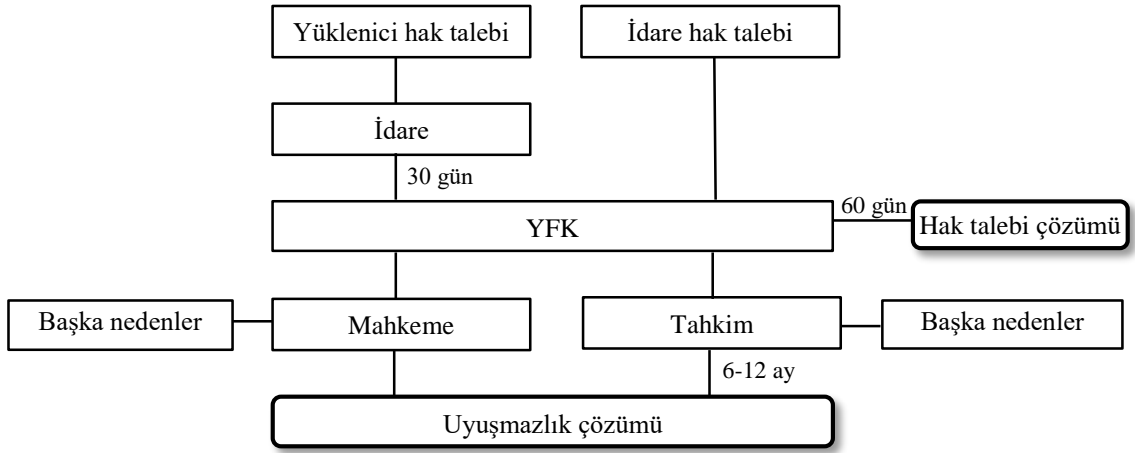 Yüklenici hak talebi
İdare hak talebi
İdare
30 gün
YFK
60 gün
Hak talebi çözümü
Başka nedenler
Mahkeme
Tahkim
Başka nedenler
6-12 ay
Uyuşmazlık çözümü